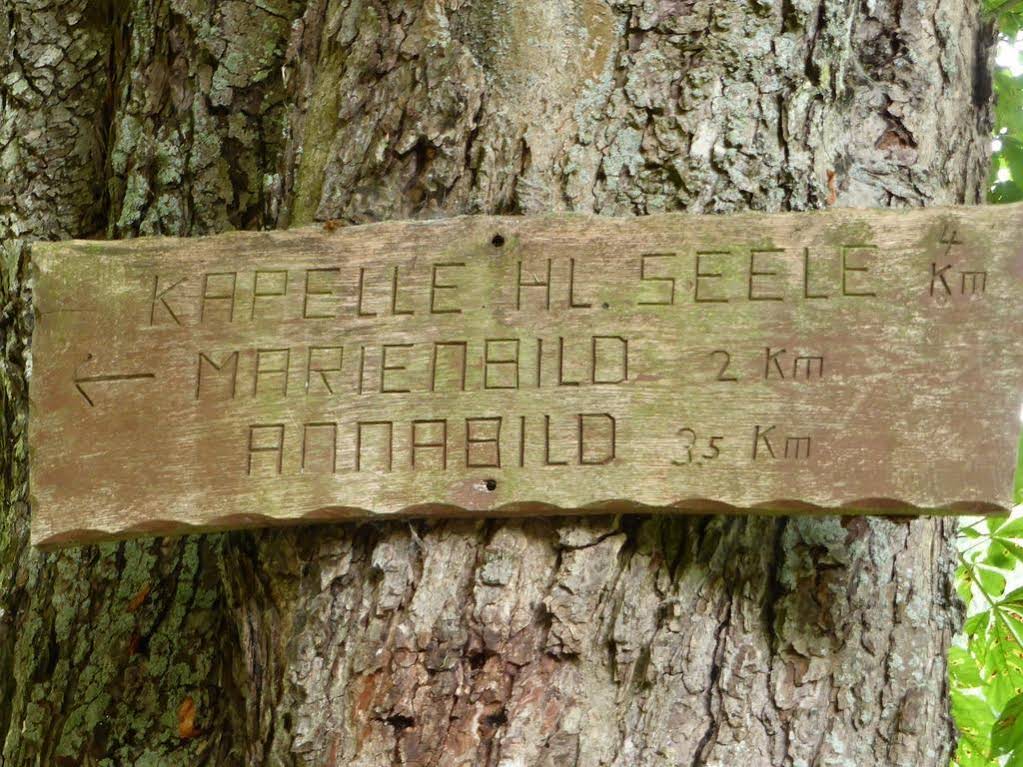 KAPELLE HL. SEELE 4 Km
← MARIENBILD 2 Km
ANNABILD 3.5 Km